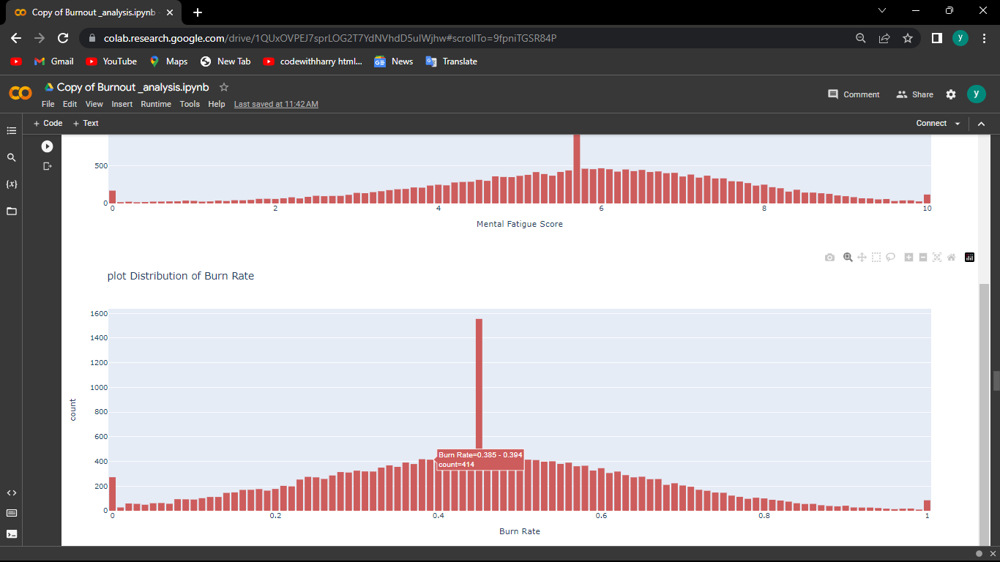 Copy of Burnout _analysis.ipynb
colab.research.google.com/drive/1QUxOVPEJ7sprLOG2T7YdNVhdD5ulWjhw#scrollTo=9fpniTGSR84P
y
Gmail YouTube Maps New Tab codewithharry html... News Translate
Copy of Burnout _analysis.ipynb
Comment Share y
File Edit View Insert Runtime Tools Help Last saved at 11:42 AM
+ Code + Text Connect
{x}
500
0
0 2 4 6 8 10
Mental Fatigue Score
plot Distribution of Burn Rate
1600
1400
1200
1000
800
600
400
200
0
count
Burn Rate=0.385 - 0.394
count=414
0 0.2 0.4 0.6 0.8 1
Burn Rate